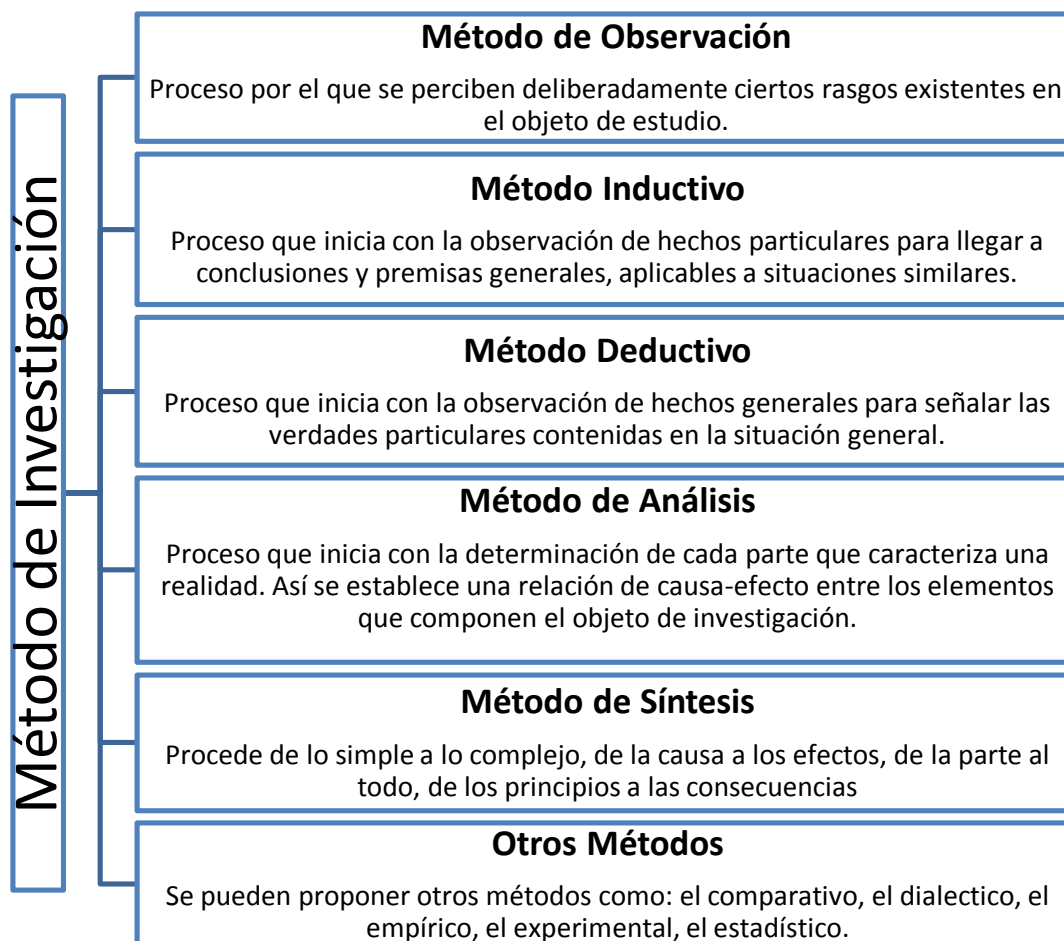 Método de Investigación
Método de Observación
Proceso por el que se perciben deliberadamente ciertos rasgos existentes en
el objeto de estudio.
Método Inductivo
Proceso que inicia con la observación de hechos particulares para llegar a
conclusiones y premisas generales, aplicables a situaciones similares.
Método Deductivo
Proceso que inicia con la observación de hechos generales para señalar las
verdades particulares contenidas en la situación general.
Método de Análisis
Proceso que inicia con la determinación de cada parte que caracteriza una
realidad. Así se establece una relación de causa-efecto entre los elementos
que componen el objeto de investigación.
Método de Síntesis
Procede de lo simple a lo complejo, de la causa a los efectos, de la parte al
todo, de los principios a las consecuencias
Otros Métodos
Se pueden proponer otros métodos como: el comparativo, el dialectico, el
empírico, el experimental, el estadístico.